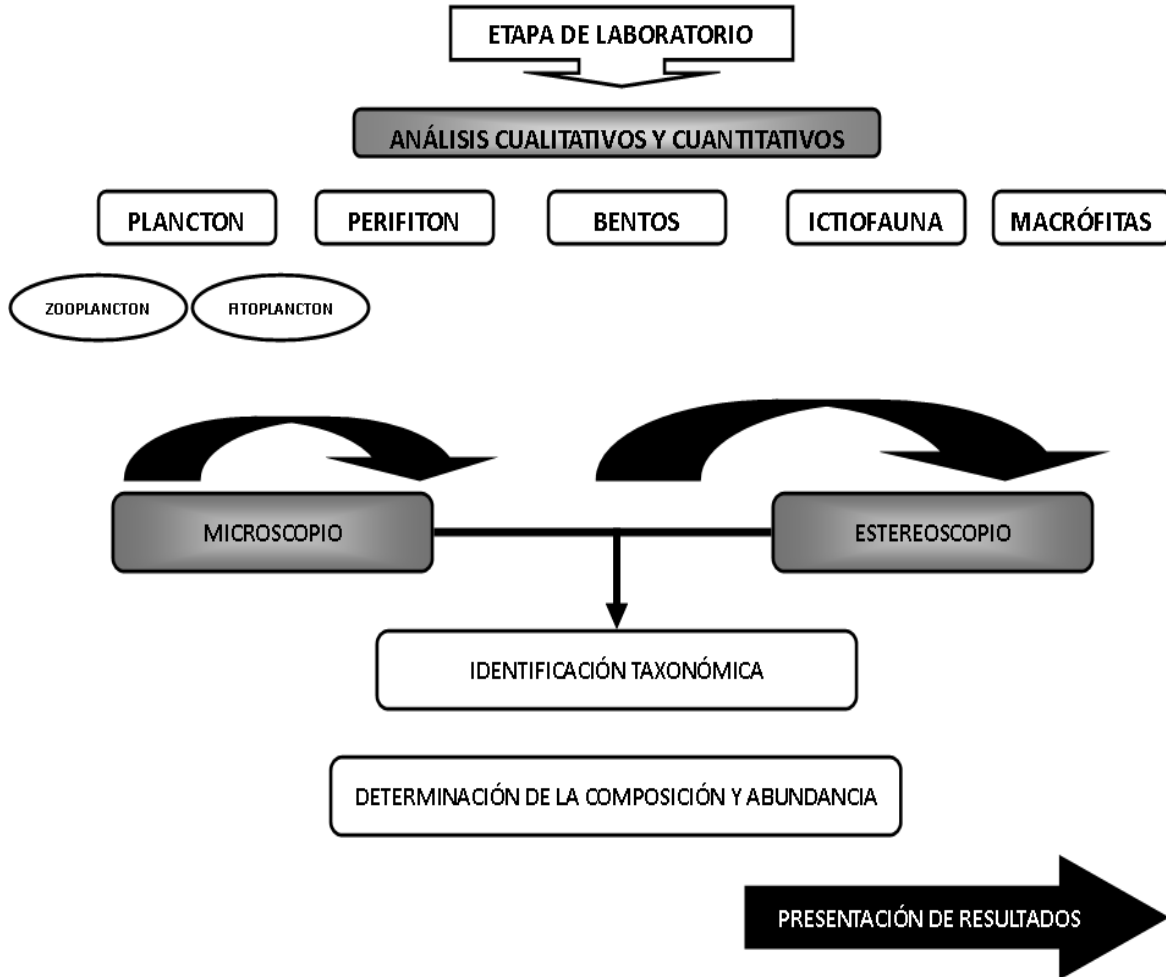 ETAPA DE LABORATORIO
ANÁLISIS CUALITATIVOS Y CUANTITATIVOS
PLANCTON
PERIFITON
BENTOS
ICTIOFAUNA
MACRÓFITAS
ZOOPLANCTON
FITOPLANCTON
MICROSCOPIO
ESTEREOSCOPIO
IDENTIFICACIÓN TAXONÓMICA
DETERMINACIÓN DE LA COMPOSICIÓN Y ABUNDANCIA
PRESENTACIÓN DE RESULTADOS